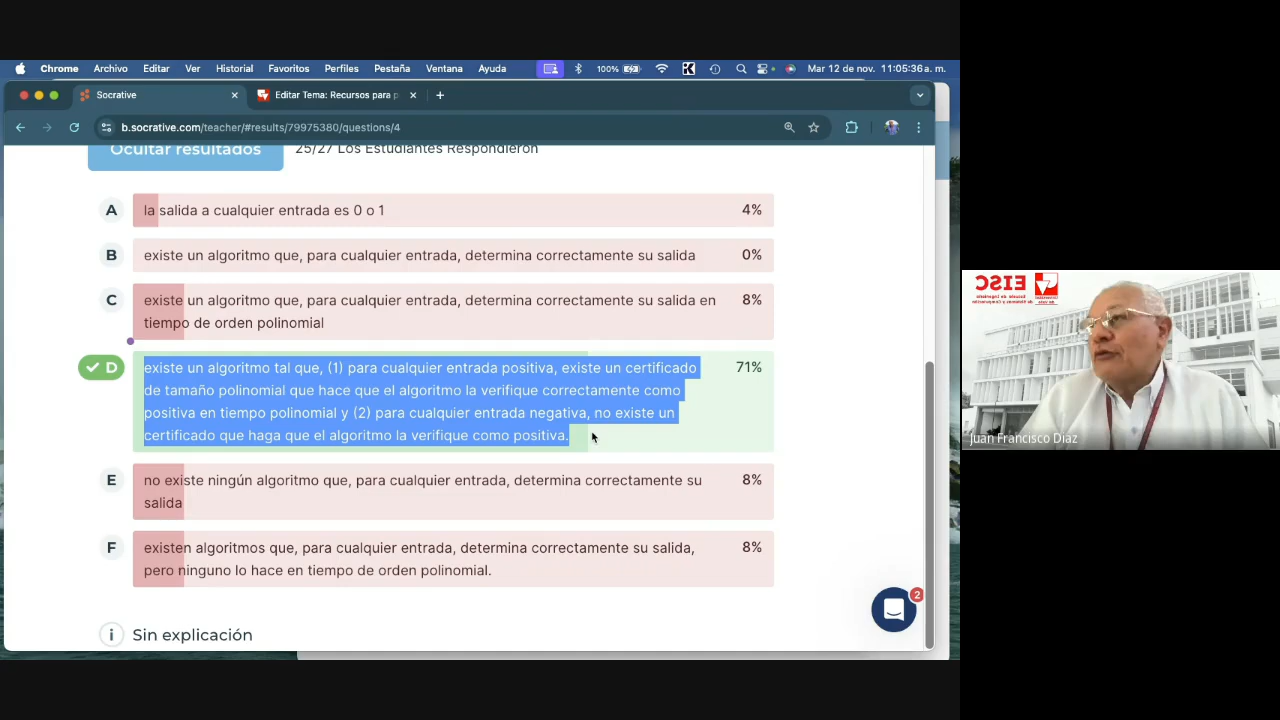 Chrome Archivo Editar Ver Historial Favoritos Perfiles Pestaña Ventana Ayuda 100% Mar 12 de nov. 11:05:36 a. m.
Socrative
Editar Tema: Recursos para p
b.socrative.com/teacher/#results/79975380/questions/4
Ocultar resultados
25/27 Los Estudiantes Respondieron
A la salida a cualquier entrada es 0 o 1 4%
B existe un algoritmo que, para cualquier entrada, determina correctamente su salida 0%
C existe un algoritmo que, para cualquier entrada, determina correctamente su salida en 8%
tiempo de orden polinomial
D existe un algoritmo tal que, (1) para cualquier entrada positiva, existe un certificado 71%
de tamaño polinomial que hace que el algoritmo la verifique correctamente como
positiva en tiempo polinomial y (2) para cualquier entrada negativa, no existe un
certificado que haga que el algoritmo la verifique como positiva.
E no existe ningún algoritmo que, para cualquier entrada, determina correctamente su 8%
salida
F existen algoritmos que, para cualquier entrada, determina correctamente su salida, 8%
pero ninguno lo hace en tiempo de orden polinomial.
2
i Sin explicación
EISC
Juan Francisco Diaz